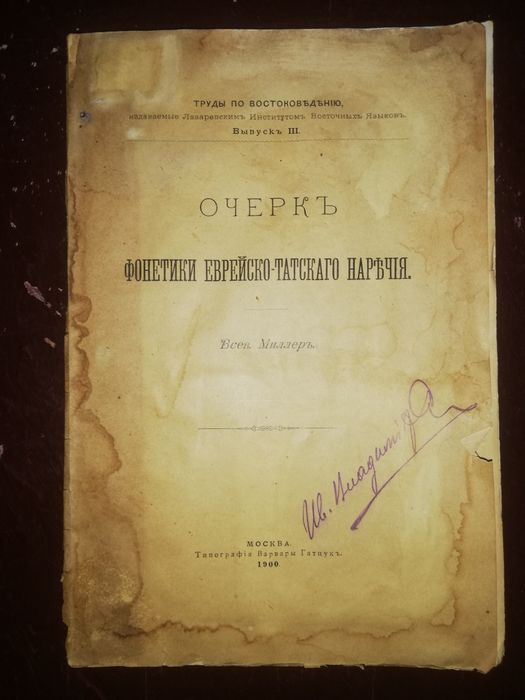 ТРУДЫ ПО ВОСТОКОВѢДѢНІЮ,
издаваемые Лазаревскимъ Институтомъ Восточныхъ Языковъ.
Выпускъ III.
ОЧЕРКЪ
ФОНЕТИКИ ЕВРЕЙСКО-ТАТСКАГО НАРѢЧІЯ.
Всев. Миллеръ.
Ив.
МОСКВА.
Типографія Варвары Гатцукъ.
1900